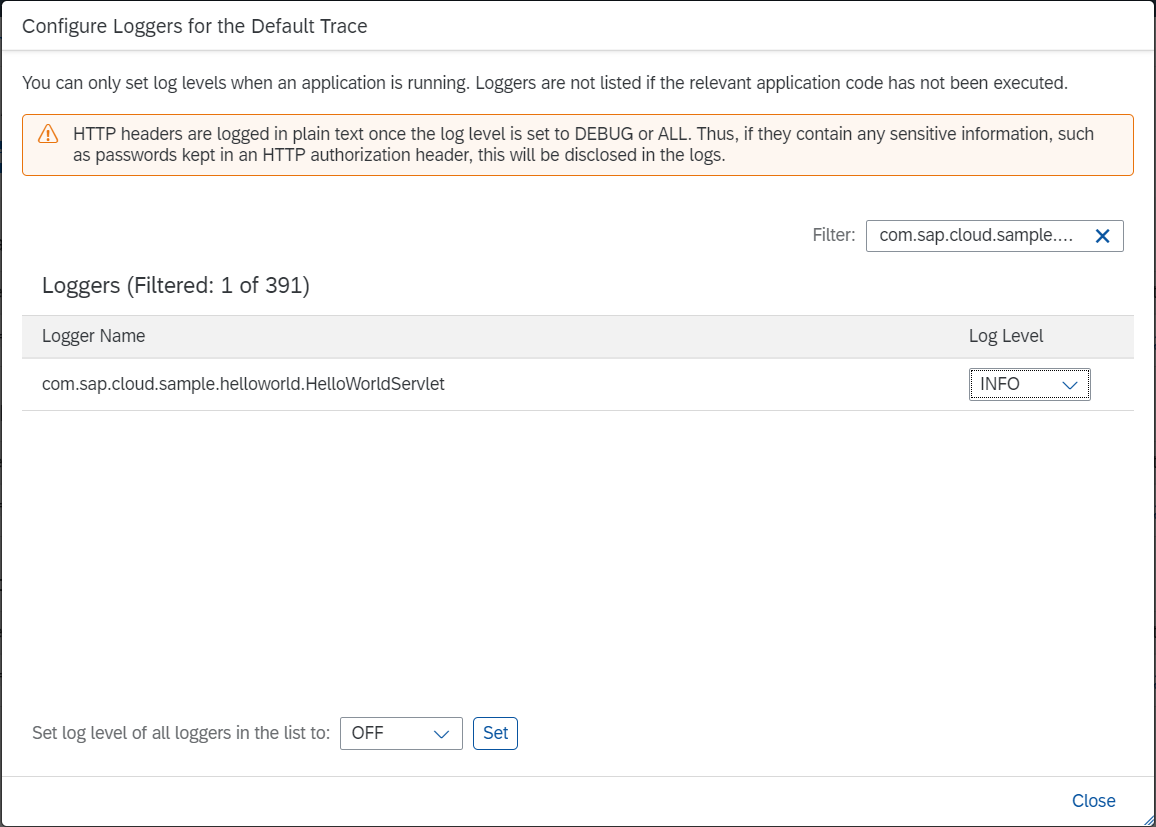 Configure Loggers for the Default Trace
You can only set log levels when an application is running. Loggers are not listed if the relevant application code has not been executed.
HTTP headers are logged in plain text once the log level is set to DEBUG or ALL. Thus, if they contain any sensitive information, such
as passwords kept in an HTTP authorization header, this will be disclosed in the logs.
Filter: com.sap.cloud.sample....
Loggers (Filtered: 1 of 391)
Logger Name Log Level
com.sap.cloud.sample.helloworld.HelloWorldServlet INFO
Set log level of all loggers in the list to: OFF Set
Close